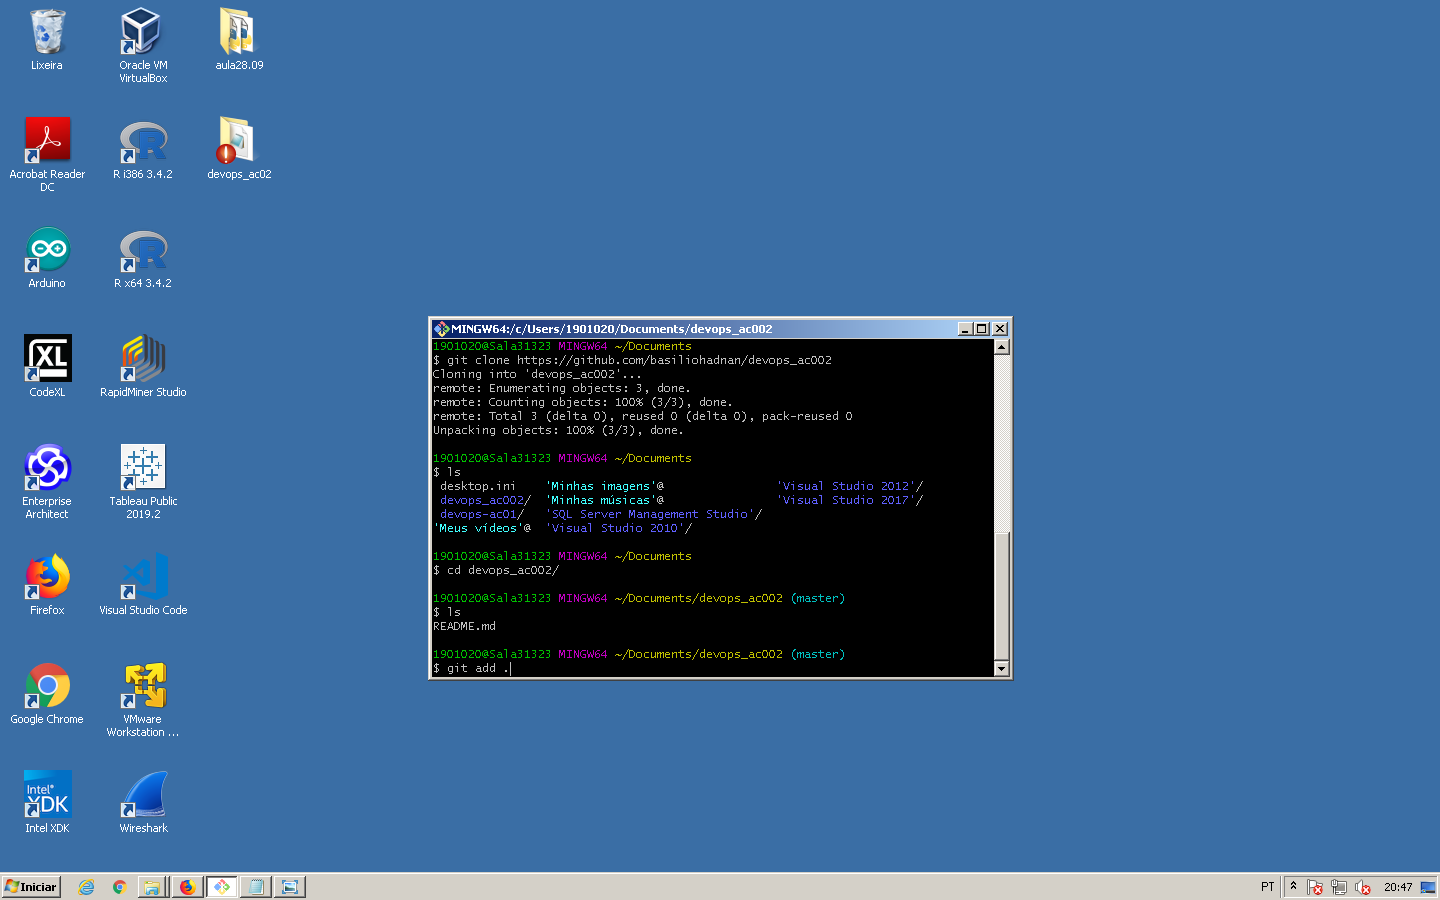 Lixeira
Oracle VM
VirtualBox
aula28.09
Acrobat Reader
DC
R i386 3.4.2
devops_ac02
Arduino
R x64 3.4.2
CodeXL
RapidMiner Studio
Enterprise
Architect
Tableau Public
2019.2
Firefox
Visual Studio Code
Google Chrome
VMware
Workstation ...
Intel XDK
Wireshark
XL
Intel®
XDK
MINGW64:/c/Users/1901020/Documents/devops_ac002
1901020@Sala31323 MINGW64 ~/Documents
$ git clone https://github.com/basiliohadnan/devops_ac002
Cloning into 'devops_ac002'...
remote: Enumerating objects: 3, done.
remote: Counting objects: 100% (3/3), done.
remote: Total 3 (delta 0), reused 0 (delta 0), pack-reused 0
Unpacking objects: 100% (3/3), done.
1901020@Sala31323 MINGW64 ~/Documents
$ ls
desktop.ini 'Minhas imagens'@ 'Visual Studio 2012'/
devops_ac002/ 'Minhas músicas'@ 'Visual Studio 2017'/
devops-ac01/ 'SQL Server Management Studio'/
'Meus vídeos'@ 'Visual Studio 2010'/
1901020@Sala31323 MINGW64 ~/Documents
$ cd devops_ac002/
1901020@Sala31323 MINGW64 ~/Documents/devops_ac002 (master)
$ ls
README.md
1901020@Sala31323 MINGW64 ~/Documents/devops_ac002 (master)
$ git add .
Iniciar
PT
20:47